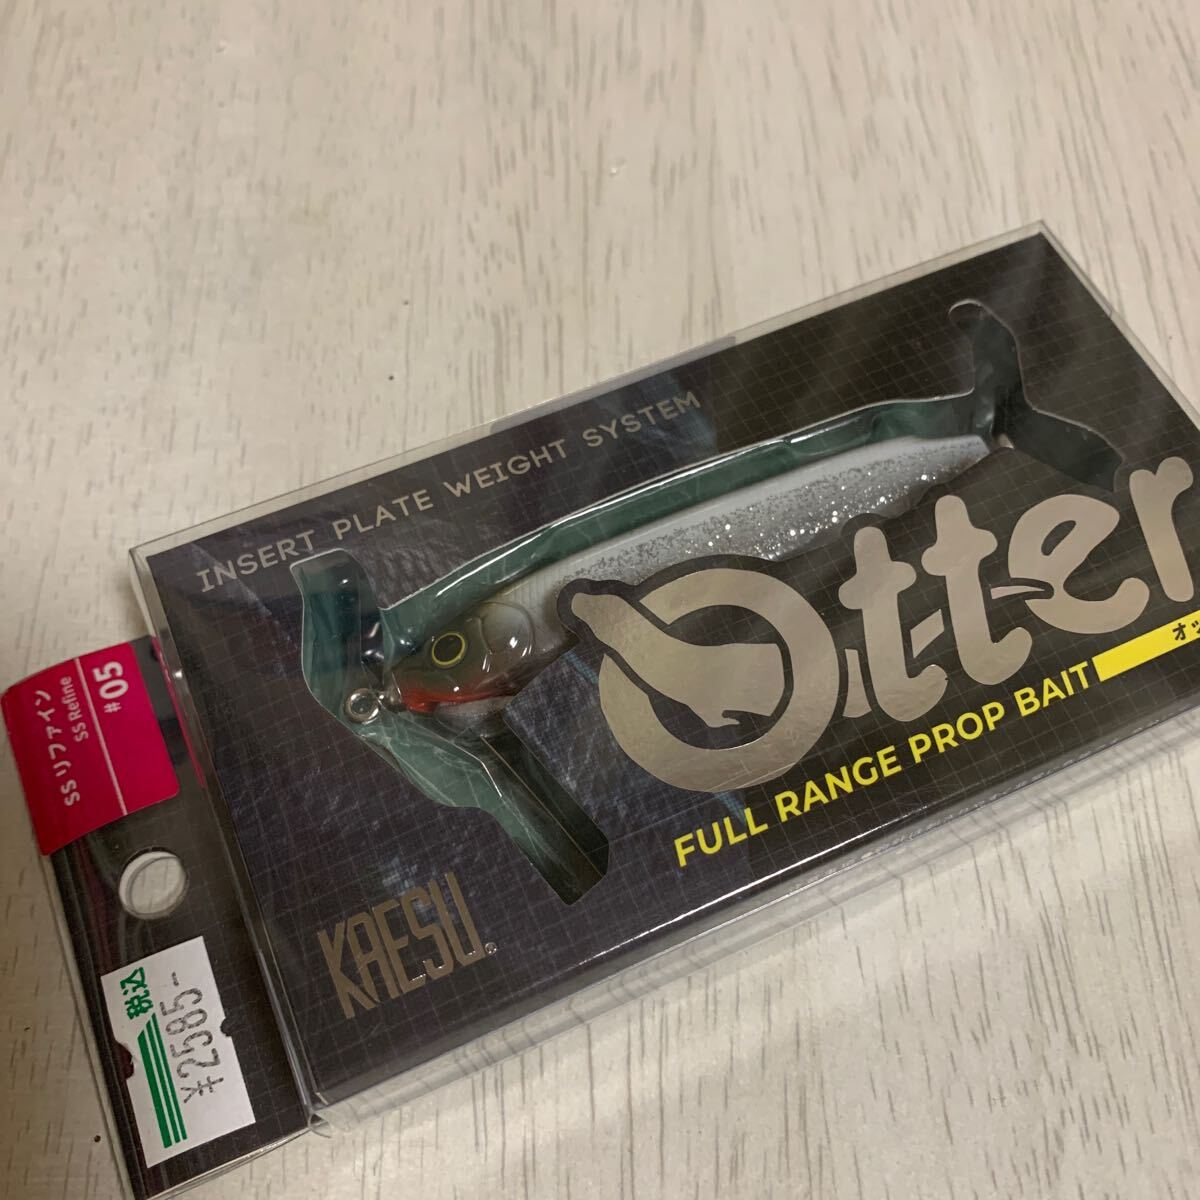 INSERT PLATE WEIGHT SYSTEM
Otter
オッ
FULL RANGE PROP BAIT
KAESU®
SSリファイン
SS Refine
#05
税込
¥2585-